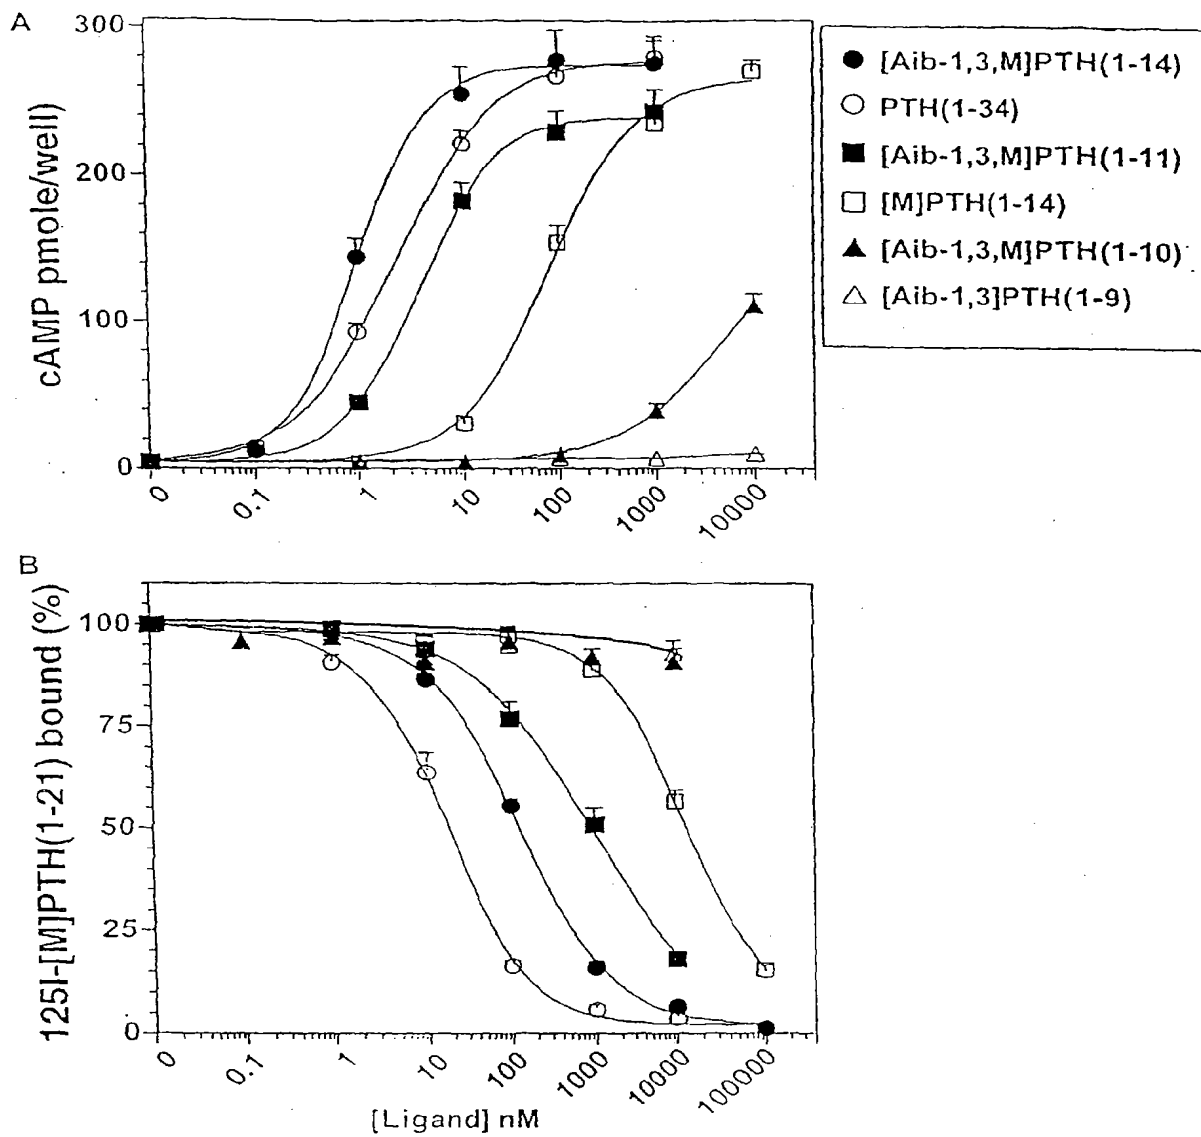 A
300
200
100
0
cAMP pmole/well
0
0.1
1
10
100
1000
10000
[Aib-1,3,M]PTH(1-14)
PTH(1-34)
[Aib-1,3,M]PTH(1-11)
[M]PTH(1-14)
[Aib-1,3,M]PTH(1-10)
[Aib-1,3]PTH(1-9)
B
100
75
50
25
0
125I-[M]PTH(1-21) bound (%)
0
0.1
1
10
100
1000
10000
100000
[Ligand] nM